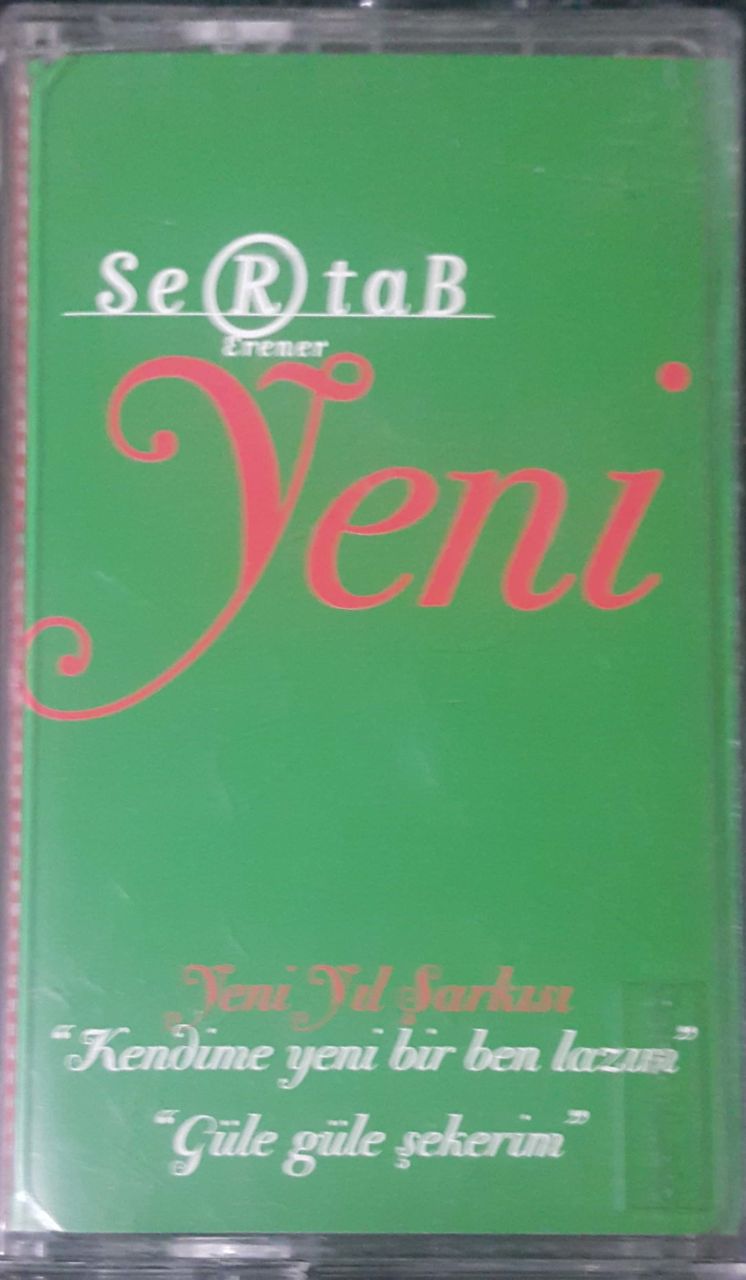 SeRtaB
Erener
Yeni
Yeni Yıl Şarkısı
“Kendime yeni bir ben lazım”
“Güle güle şekerim”